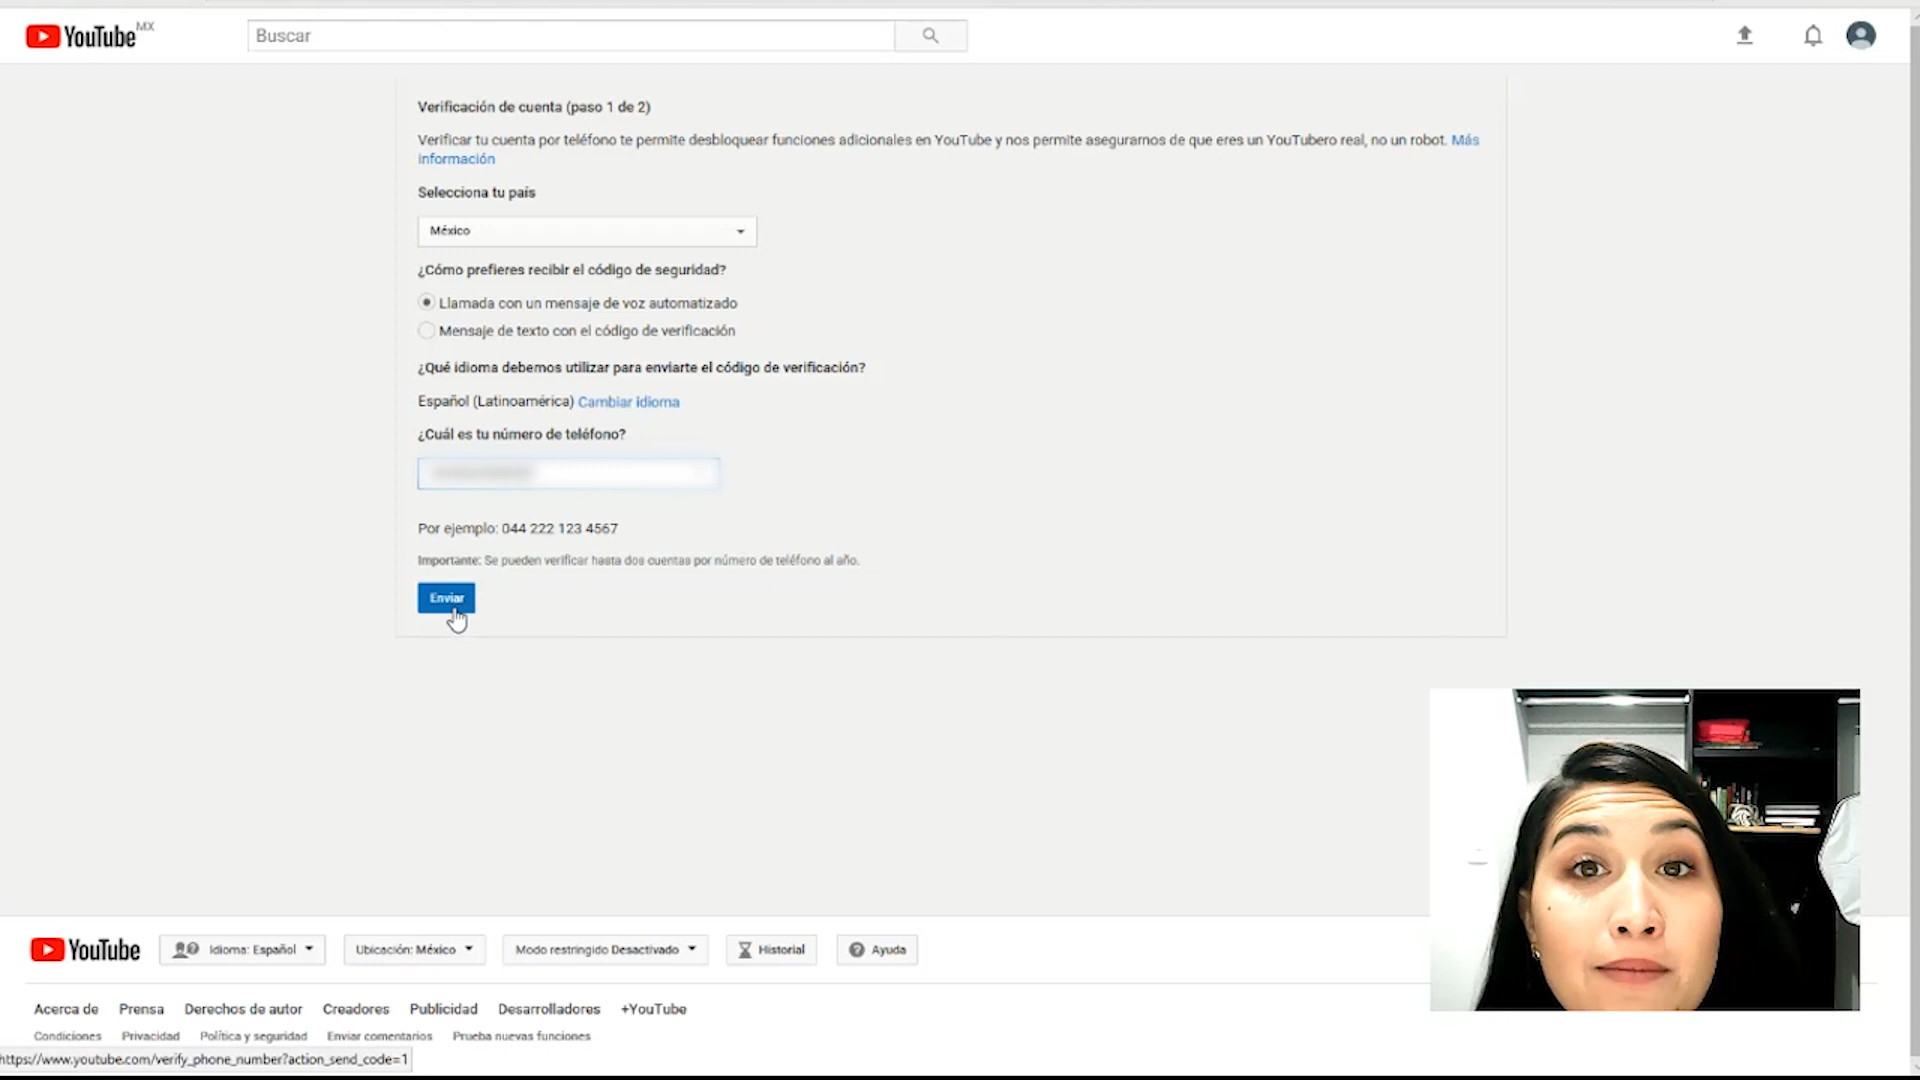 YouTube MX
Buscar
Verificación de cuenta (paso 1 de 2)
Verificar tu cuenta por teléfono te permite desbloquear funciones adicionales en YouTube y nos permite asegurarnos de que eres un YouTubero real, no un robot. Más
información
Selecciona tu país
México
¿Cómo prefieres recibir el código de seguridad?
Llamada con un mensaje de voz automatizado
Mensaje de texto con el código de verificación
¿Qué idioma debemos utilizar para enviarte el código de verificación?
Español (Latinoamérica) Cambiar idioma
¿Cuál es tu número de teléfono?
Por ejemplo: 044 222 123 4567
Importante: Se pueden verificar hasta dos cuentas por número de teléfono al año.
Enviar
YouTube Idioma: Español Ubicación: México Modo restringido Desactivado Historial Ayuda
Acerca de Prensa Derechos de autor Creadores Publicidad Desarrolladores +YouTube
Condiciones Privacidad Política y seguridad Enviar comentarios Prueba nuevas funciones
https://www.youtube.com/verify_phone_number?action_send_code=1